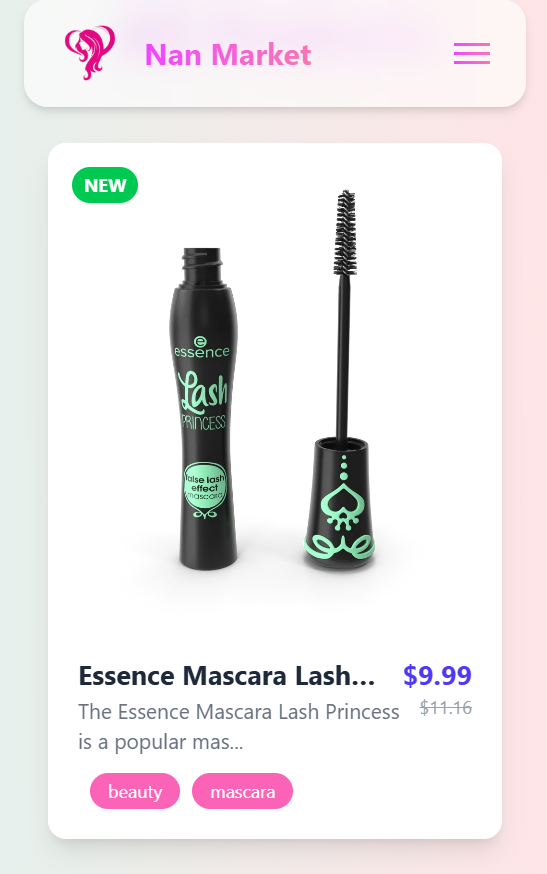 Nan Market
NEW
essence
Lash
PRINCESS
false lash
effect
mascara
Essence Mascara Lash...
$9.99
The Essence Mascara Lash Princess
$11.16
is a popular mas...
beauty
mascara